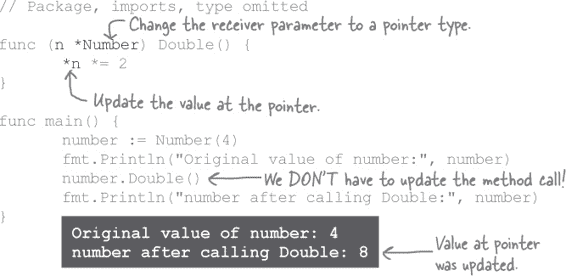 // Package, imports, type omitted
Change the receiver parameter to a pointer type.
func (n *Number) Double() {
*n *= 2
}
Update the value at the pointer.
func main() {
number := Number(4)
fmt.Println("Original value of number:", number)
number.Double()
We DON'T have to update the method call!
fmt.Println("number after calling Double:", number)
}
Original value of number: 4
number after calling Double: 8
Value at pointer
was updated.